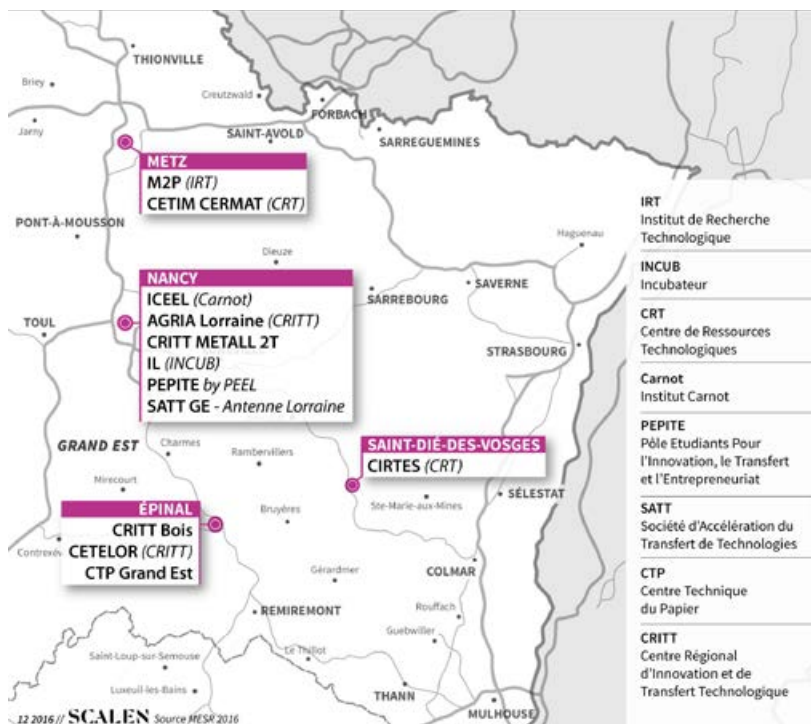 THIONVILLE
Briey
Creutzwald
FORBACH
Jarny
SAINT-AVOLD
SARREGUEMINES
METZ
M2P (IRT)
CETIM CERMAT (CRT)
PONT-À-MOUSSON
Haguenau
Dieuze
NANCY
ICEEL (Carnot)
AGRIA Lorraine (CRITT)
CRITT METALL 2T
IL (INCUB)
PEPITE by PEEL
SATT GE - Antenne Lorraine
SARREBOURG
SAVERNE
TOUL
STRASBOURG
GRAND EST
Charmes
Rambervillers
SAINT-DIÉ-DES-VOSGES
CIRTES (CRT)
Mirecourt
Ste-Marie-aux-Mines
SÉLESTAT
ÉPINAL
CRITT Bois
CETELOR (CRITT)
CTP Grand Est
Bruyères
Gérardmer
COLMAR
REMIREMONT
Rouffach
Guebwiller
Le Thillot
Saint-Loup-sur-Semouse
Luxeuil-les-Bains
THANN
MULHOUSE
12 2016 // SCALEN Source MESR 2016
IRT
Institut de Recherche
Technologique
INCUB
Incubateur
CRT
Centre de Ressources
Technologiques
Carnot
Institut Carnot
PEPITE
Pôle Etudiants Pour
l'Innovation, le Transfert
et l'Entrepreneuriat
SATT
Société d'Accélération du
Transfert de Technologies
CTP
Centre Technique
du Papier
CRITT
Centre Régional
d'Innovation et de
Transfert Technologique